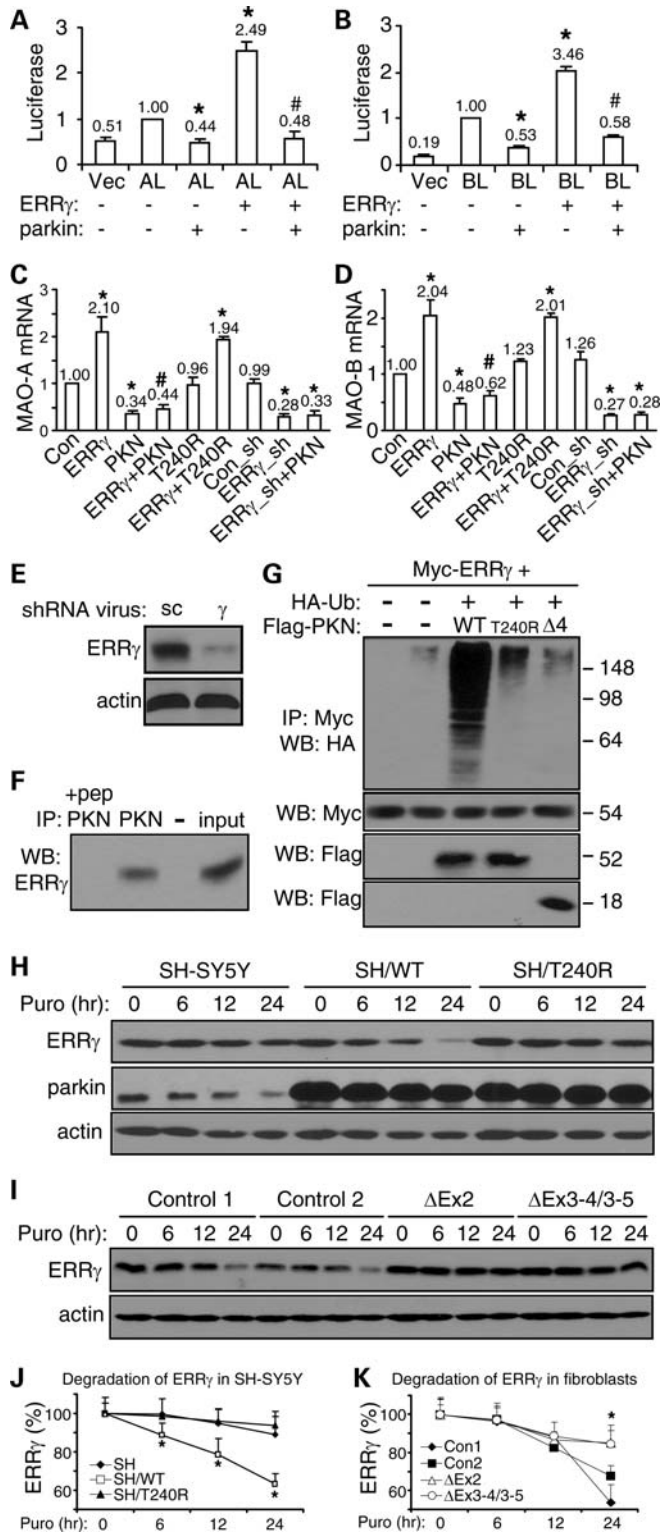 A
B
Luciferase
3
2
1
0
0.51
1.00
*
0.44
*
2.49
#
0.48
Vec AL AL AL AL
ERRγ: - - - + +
parkin: - - + - +
Luciferase
3
2
1
0
0.19
1.00
*
0.53
*
3.46
#
0.58
Vec BL BL BL BL
ERRγ: - - - + +
parkin: - - + - +
C
D
MAO-A mRNA
3
2
1
0
1.00
*
2.10
*
0.34
#
0.44
0.96
*
1.94
0.99
*
0.28
*
0.33
Con
ERRγ
PKN
ERRγ+PKN
T240R
ERRγ+T240R
Con_sh
ERRγ_sh
ERRγ_sh+PKN
MAO-B mRNA
2
1
0
1.00
*
2.04
*
0.48
#
0.62
1.23
*
2.01
1.26
*
0.27
*
0.28
Con
ERRγ
PKN
ERRγ+PKN
T240R
ERRγ+T240R
Con_sh
ERRγ_sh
ERRγ_sh+PKN
E
shRNA virus: sc γ
ERRγ
actin
F
+pep
IP: PKN PKN - input
WB:
ERRγ
G
Myc-ERRγ +
HA-Ub: - - + + +
Flag-PKN: - - WT T240R Δ4
IP: Myc
WB: HA
- 148
- 98
- 64
WB: Myc - 54
WB: Flag - 52
WB: Flag - 18
H
SH-SY5Y SH/WT SH/T240R
Puro (hr): 0 6 12 24 0 6 12 24 0 6 12 24
ERRγ
parkin
actin
I
Control 1 Control 2 ΔEx2 ΔEx3-4/3-5
Puro (hr): 0 6 12 24 0 6 12 24 0 6 12 24 0 6 12 24
ERRγ
actin
J
Degradation of ERRγ in SH-SY5Y
ERRγ (%)
100
80
60
SH
SH/WT
SH/T240R
*
*
*
Puro (hr): 0 6 12 24
K
Degradation of ERRγ in fibroblasts
ERRγ (%)
100
80
60
*
Con1
Con2
ΔEx2
ΔEx3-4/3-5
Puro (hr): 0 6 12 24